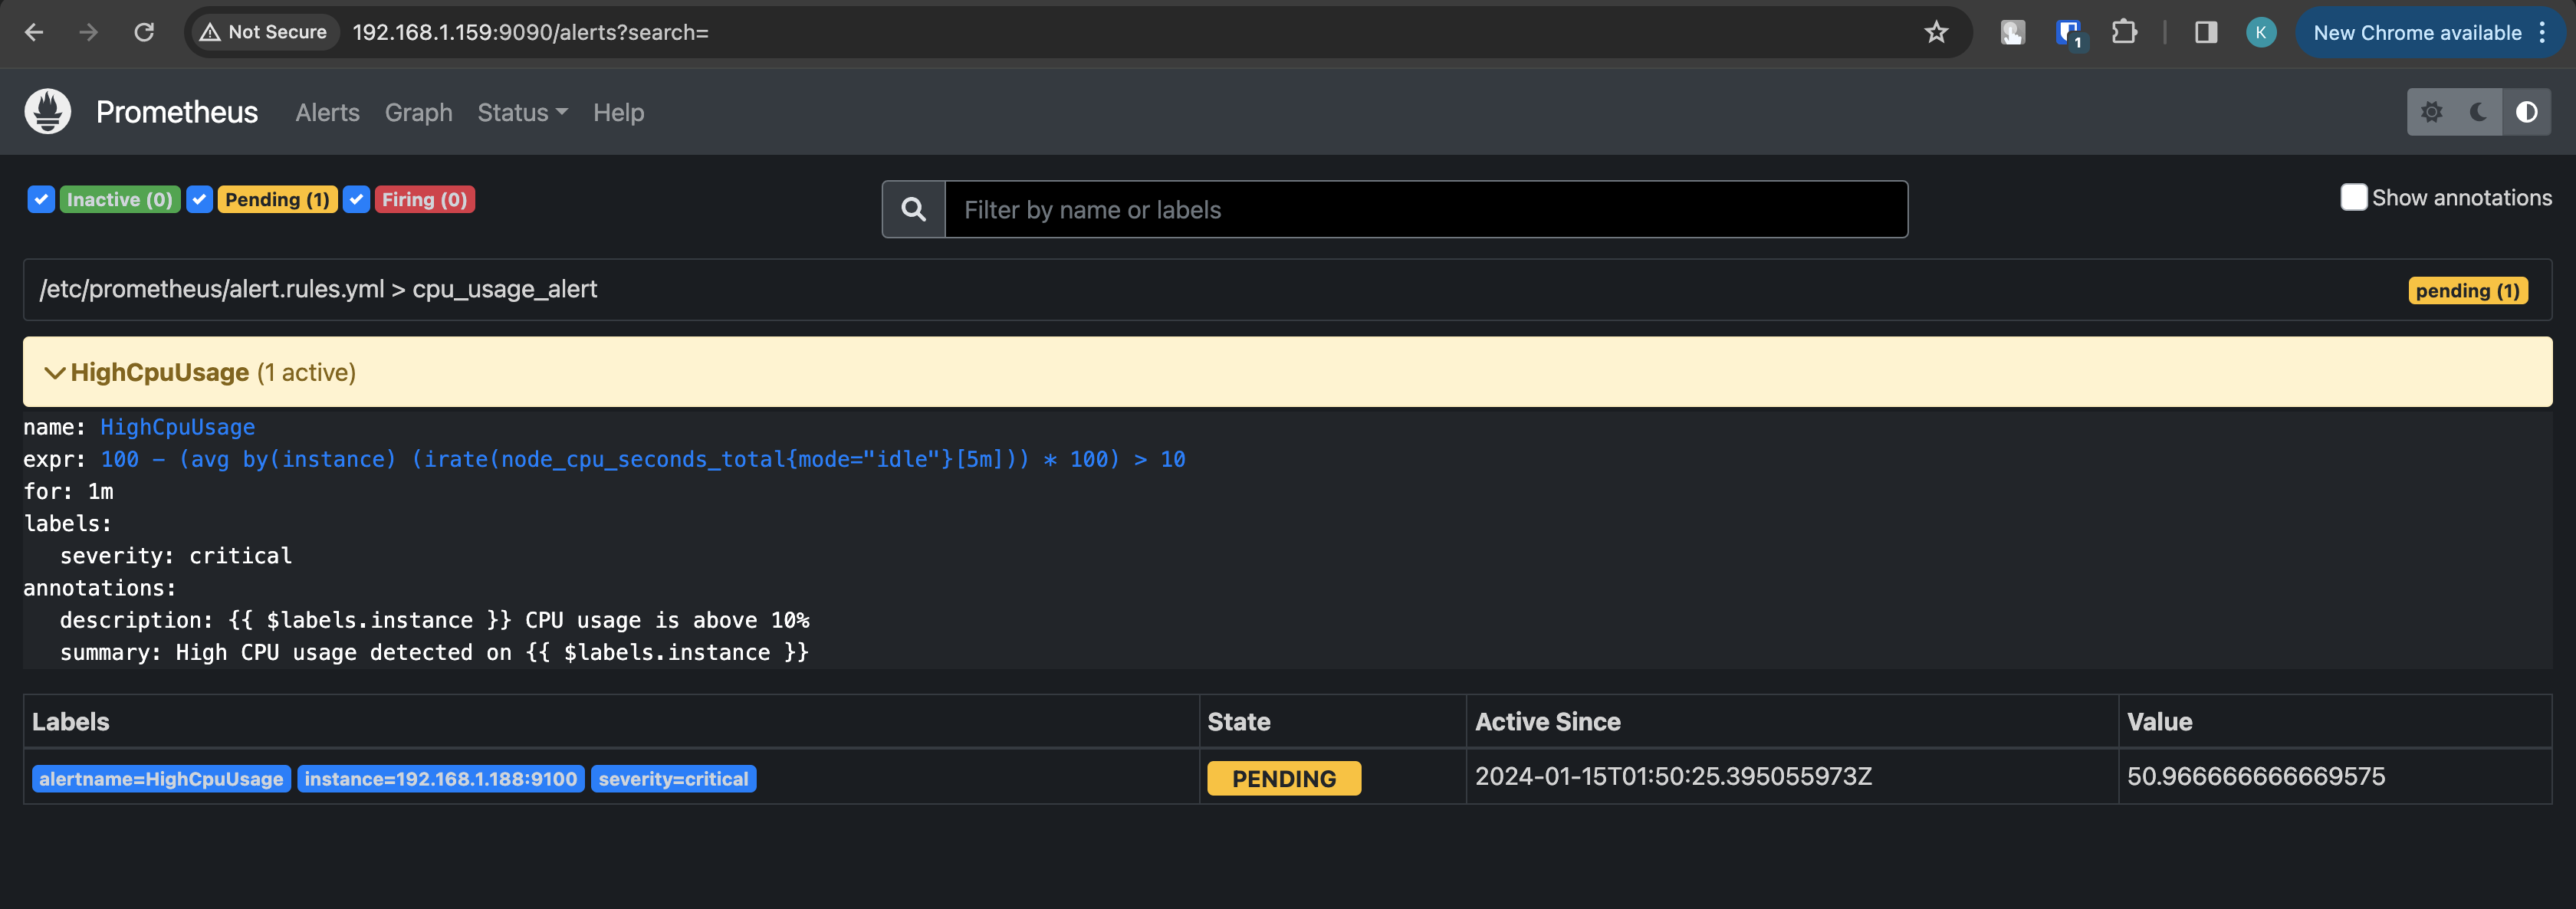 Not Secure 192.168.1.159:9090/alerts?search= 1 K New Chrome available
Prometheus Alerts Graph Status Help
Inactive (0) Pending (1) Firing (0) Filter by name or labels Show annotations
/etc/prometheus/alert.rules.yml > cpu_usage_alert pending (1)
HighCpuUsage (1 active)
name: HighCpuUsage
expr: 100 - (avg by(instance) (irate(node_cpu_seconds_total{mode="idle"}[5m])) * 100) > 10
for: 1m
labels:
severity: critical
annotations:
description: {{ $labels.instance }} CPU usage is above 10%
summary: High CPU usage detected on {{ $labels.instance }}
Labels State Active Since Value
alertname=HighCpuUsage instance=192.168.1.188:9100 severity=critical PENDING 2024-01-15T01:50:25.395055973Z 50.966666666669575